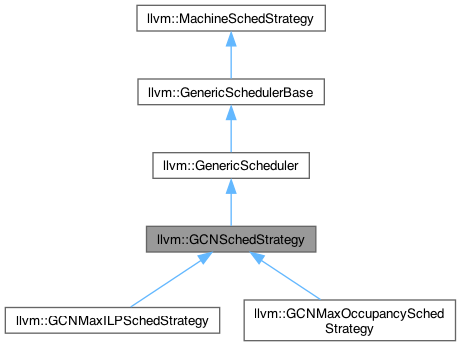 llvm::MachineSchedStrategy
llvm::GenericSchedulerBase
llvm::GenericScheduler
llvm::GCNSchedStrategy
llvm::GCNMaxILPSchedStrategy
llvm::GCNMaxOccupancySched
Strategy